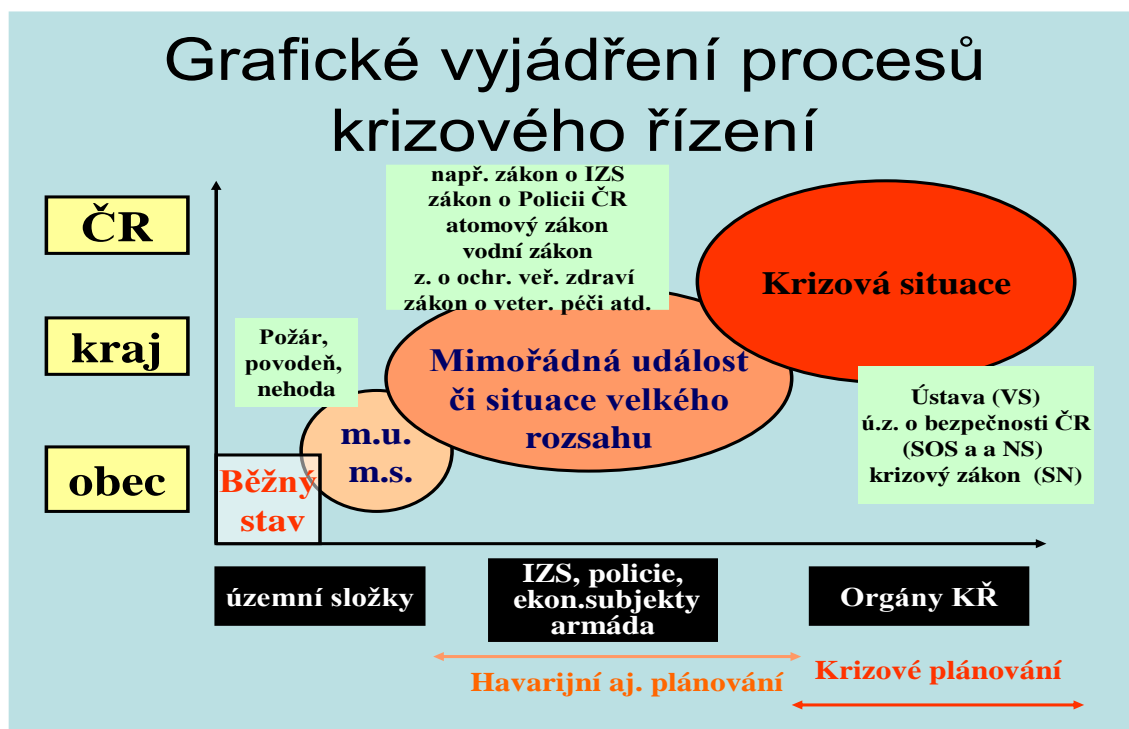 Grafické vyjádření procesů
krizového řízení
např. zákon o IZS
zákon o Policii ČR
atomový zákon
vodní zákon
z. o ochr. veř. zdraví
zákon o veter. péči atd.
ČR
Krizová situace
kraj
Požár,
povodeň,
nehoda
Mimořádná událost
či situace velkého
rozsahu
Ústava (VS)
ú.z. o bezpečnosti ČR
(SOS a a NS)
krizový zákon (SN)
m.u.
m.s.
obec
Běžný
stav
územní složky
IZS, policie,
ekon.subjekty
armáda
Orgány KŘ
Havarijní aj. plánování
Krizové plánování